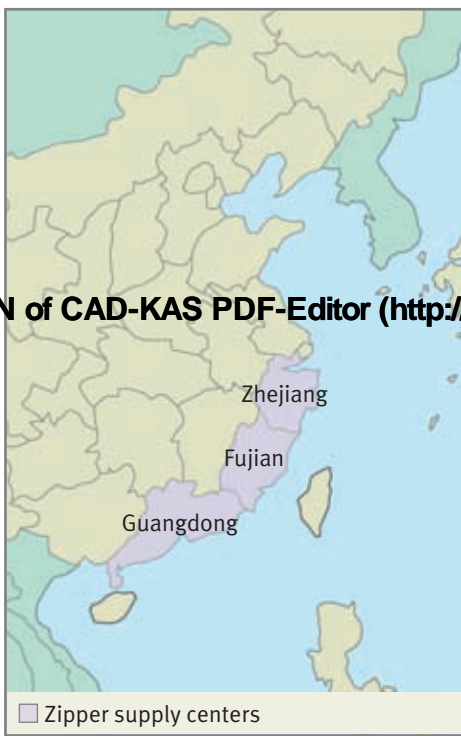 N of CAD-KAS PDF-Editor (http:/
Zhejiang
Fujian
Guangdong
Zipper supply centers